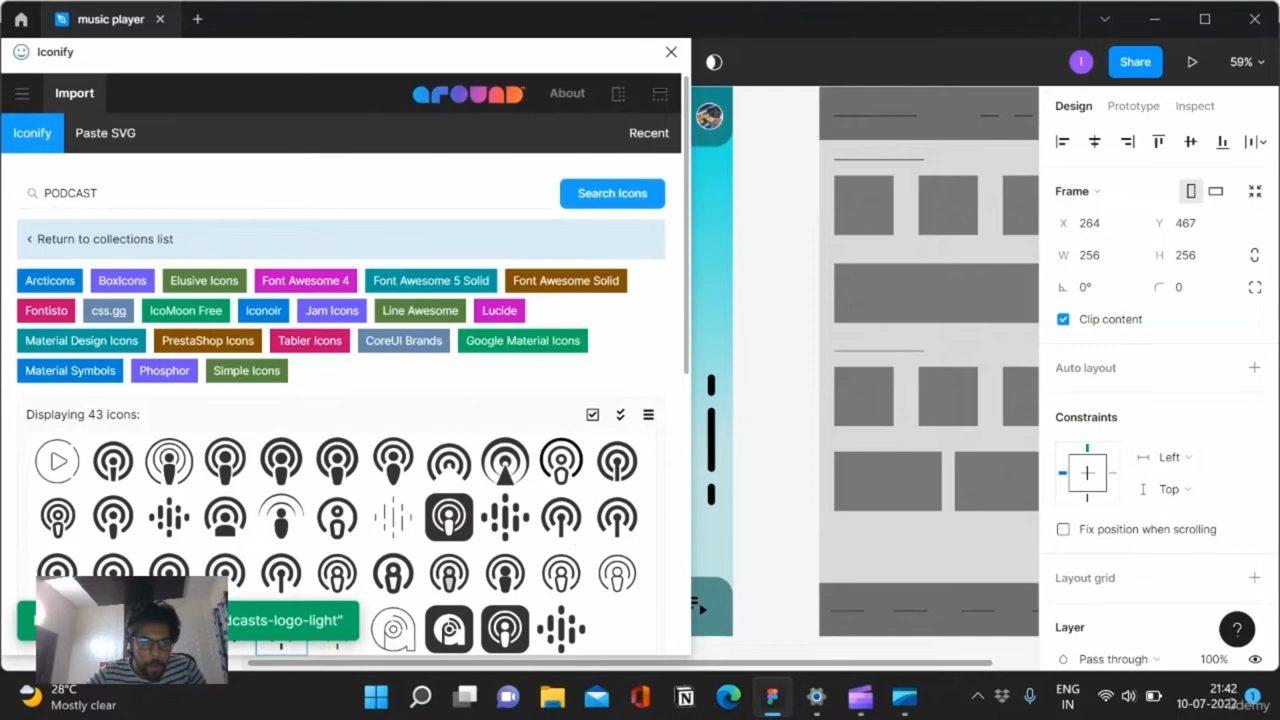 music player
Iconify
Share
59%
Import
around
About
Design
Prototype
Inspect
Iconify
Paste SVG
Recent
PODCAST
Search Icons
Frame
X 264
Y 467
< Return to collections list
W 256
H 256
Arcticons
BoxIcons
Elusive Icons
Font Awesome 4
Font Awesome 5 Solid
Font Awesome Solid
0°
0
Fontisto
css.gg
IcoMoon Free
Iconoir
Jam Icons
Line Awesome
Lucide
Clip content
Material Design Icons
PrestaShop Icons
Tabler Icons
CoreUI Brands
Google Material Icons
Material Symbols
Phosphor
Simple Icons
Auto layout
Displaying 43 icons:
Constraints
Left
Top
Fix position when scrolling
Layout grid
dcasts-logo-light"
Layer
?
Pass through
100%
28°C
Mostly clear
ENG
IN
21:42
10-07-2022
1
Udemy